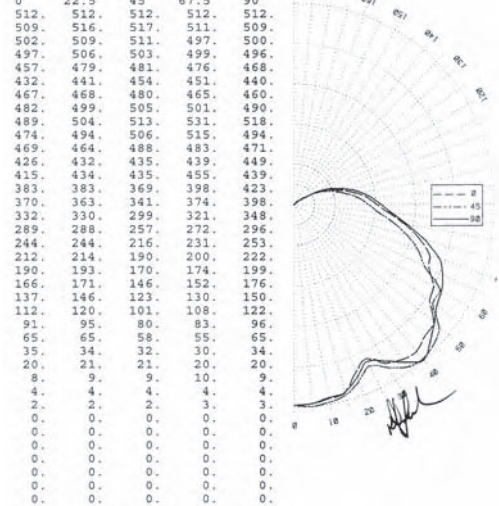 0 22.5 45 67.5 90
512. 512. 512. 512. 512.
509. 516. 517. 511. 509.
502. 509. 511. 497. 500.
497. 506. 503. 499. 496.
457. 479. 481. 476. 468.
432. 441. 454. 451. 440.
467. 468. 480. 465. 460.
482. 499. 505. 501. 490.
489. 504. 513. 531. 518.
474. 494. 506. 515. 494.
469. 464. 488. 483. 471.
426. 432. 435. 439. 449.
415. 434. 435. 455. 439.
383. 383. 369. 398. 423.
370. 363. 341. 374. 398.
332. 330. 299. 321. 348.
289. 288. 257. 272. 296.
244. 244. 216. 231. 253.
212. 214. 190. 200. 222.
190. 193. 170. 174. 199.
166. 171. 146. 152. 176.
137. 146. 123. 130. 150.
112. 120. 101. 108. 122.
91. 95. 80. 83. 96.
65. 65. 58. 55. 65.
35. 34. 32. 30. 34.
20. 21. 21. 20. 20.
8. 9. 9. 10. 9.
4. 4. 4. 4. 4.
2. 2. 2. 3. 3.
0. 0. 0. 0. 0.
0. 0. 0. 0. 0.
0. 0. 0. 0. 0.
0. 0. 0. 0. 0.
0. 0. 0. 0. 0.
0. 0. 0. 0. 0.
0. 0. 0. 0. 0.
150
140
130
120
0
45
90
60
50
40
20
10
0